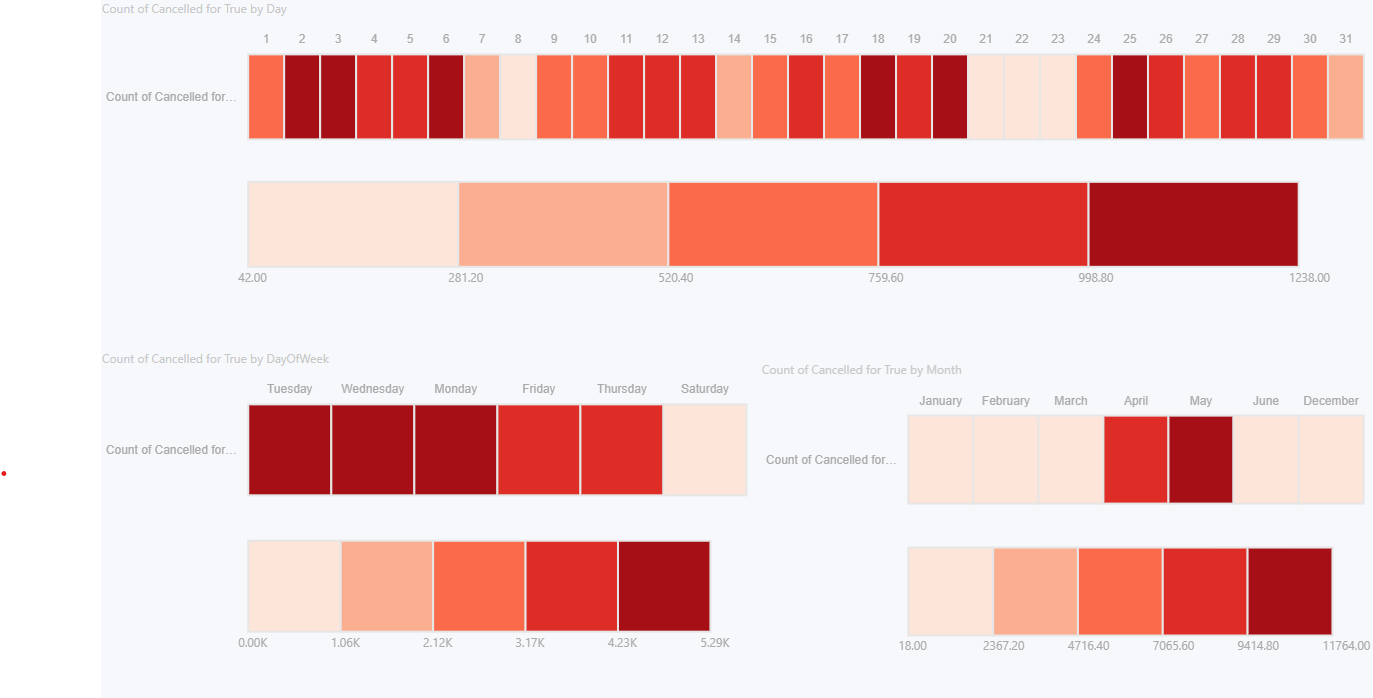 Count of Cancelled for True by Day
1 2 3 4 5 6 7 8 9 10 11 12 13 14 15 16 17 18 19 20 21 22 23 24 25 26 27 28 29 30 31
Count of Cancelled for...
42.00 281.20 520.40 759.60 998.80 1238.00
Count of Cancelled for True by DayOfWeek
Tuesday Wednesday Monday Friday Thursday Saturday
Count of Cancelled for...
0.00K 1.06K 2.12K 3.17K 4.23K 5.29K
Count of Cancelled for True by Month
January February March April May June December
Count of Cancelled for...
18.00 2367.20 4716.40 7065.60 9414.80 11764.00